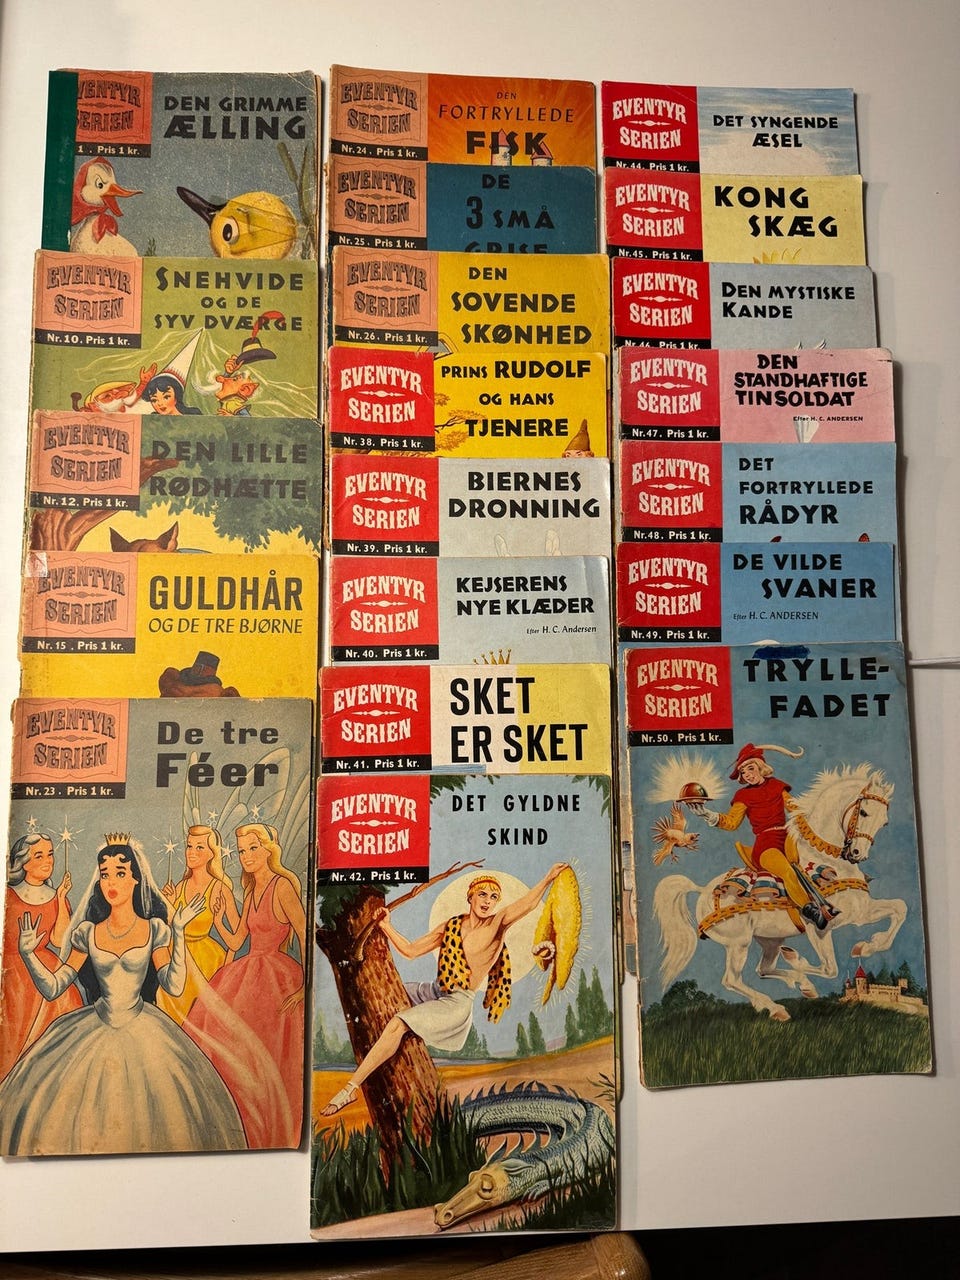 EVENTYR
SERIEN
1. Pris 1 kr.
DEN GRIMME
ÆLLING
EVENTYR
SERIEN
Nr. 10. Pris 1 kr.
SNEHVIDE
OG DE
SYV DVÆRGE
EVENTYR
SERIEN
Nr. 12. Pris 1 kr.
DEN LILLE
RØDHÆTTE
EVENTYR
SERIEN
Nr. 15. Pris 1 kr.
GULDHÅR
OG DE TRE BJØRNE
EVENTYR
SERIEN
Nr. 23. Pris 1 kr.
De tre
Féer
EVENTYR
SERIEN
Nr. 24. Pris 1 kr.
DEN
FORTRYLLEDE
FISK
EVENTYR
SERIEN
Nr. 25. Pris 1 kr.
DE
3 SMÅ
GRISE
EVENTYR
SERIEN
Nr. 26. Pris 1 kr.
DEN
SOVENDE
SKØNHED
EVENTYR
SERIEN
Nr. 38. Pris 1 kr.
PRINS RUDOLF
OG HANS
TJENERE
EVENTYR
SERIEN
Nr. 39. Pris 1 kr.
BIERNES
DRONNING
EVENTYR
SERIEN
Nr. 40. Pris 1 kr.
KEJSERENS
NYE KLÆDER
Efter H. C. Andersen
EVENTYR
SERIEN
Nr. 41. Pris 1 kr.
SKET
ER SKET
EVENTYR
SERIEN
Nr. 42. Pris 1 kr.
DET GYLDNE
SKIND
EVENTYR
SERIEN
Nr. 44. Pris 1 kr.
DET SYNGENDE
ÆSEL
EVENTYR
SERIEN
Nr. 45. Pris 1 kr.
KONG
SKÆG
EVENTYR
SERIEN
Nr. 46. Pris 1 kr.
DEN MYSTISKE
KANDE
EVENTYR
SERIEN
Nr. 47. Pris 1 kr.
DEN
STANDHAFTIGE
TINSOLDAT
Efter H. C. ANDERSEN
EVENTYR
SERIEN
Nr. 48. Pris 1 kr.
DET
FORTRYLLEDE
RÅDYR
EVENTYR
SERIEN
Nr. 49. Pris 1 kr.
DE VILDE
SVANER
Efter H. C. ANDERSEN
EVENTYR
SERIEN
Nr. 50. Pris 1 kr.
TRYLLE-
FADET